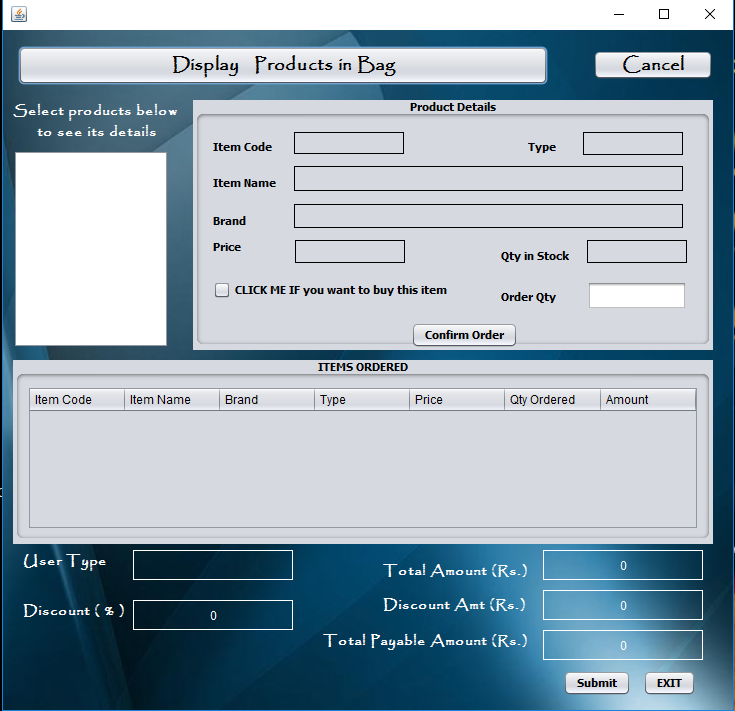 Display Products in Bag
Cancel
Select products below
to see its details
Product Details
Item Code
Type
Item Name
Brand
Price
Qty in Stock
CLICK ME IF you want to buy this item
Order Qty
Confirm Order
ITEMS ORDERED
Item Code Item Name Brand Type Price Qty Ordered Amount
User Type
Total Amount (Rs.) 0
Discount ( % ) 0
Discount Amt (Rs.) 0
Total Payable Amount (Rs.) 0
Submit EXIT